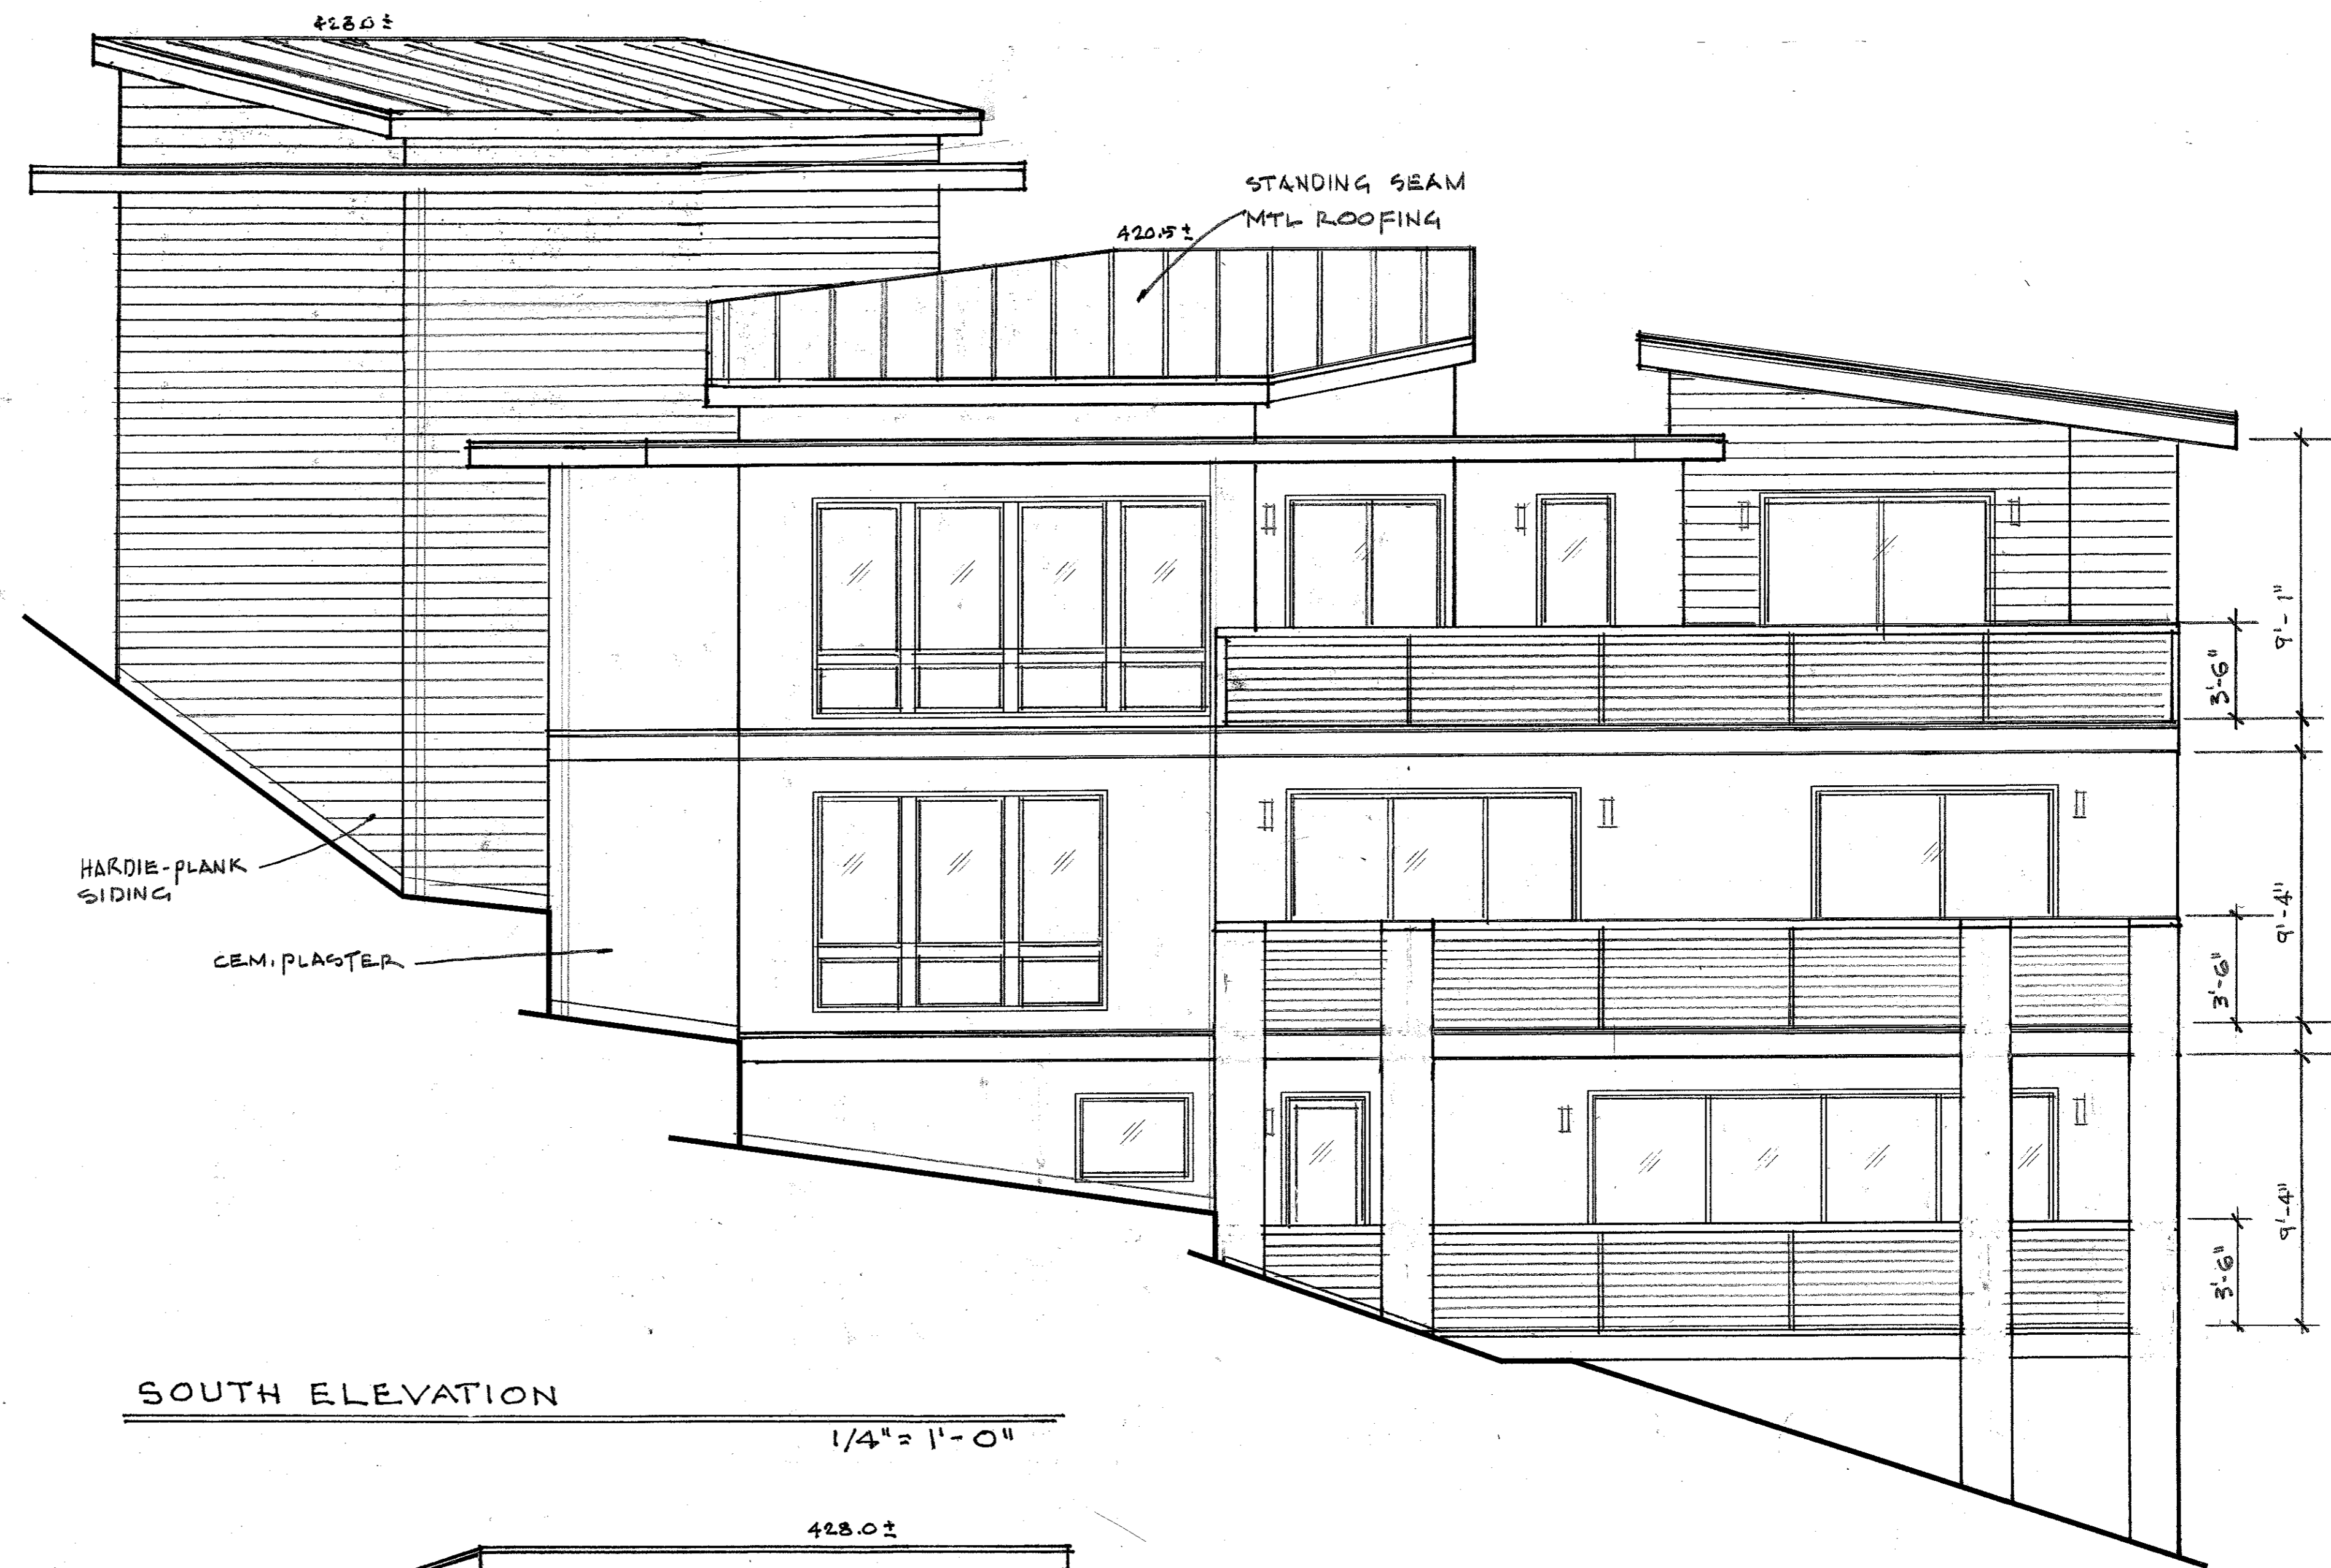 428.0 ±
STANDING SEAM
MTL ROOFING
420.5 ±
9'-1"
3'-6"
HARDIE-PLANK
SIDING
CEM. PLASTER
9'-4"
3'-6"
9'-4"
3'-6"
SOUTH ELEVATION
1/4" = 1'-0"
428.0 ±